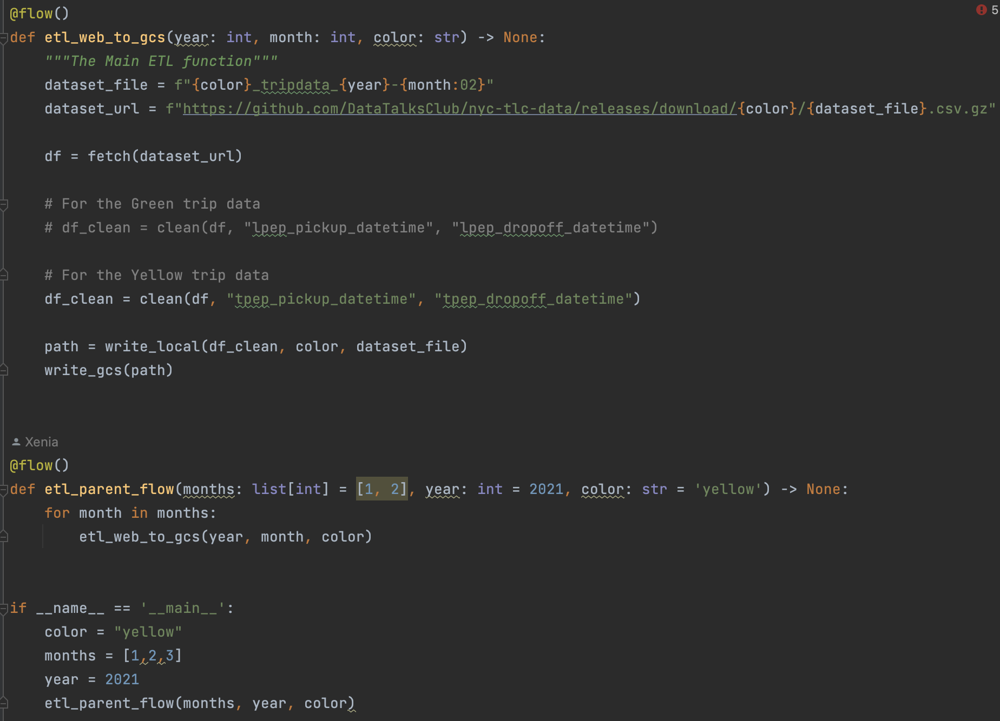 @flow()
5
def etl_web_to_gcs(year: int, month: int, color: str) -> None:
    """The Main ETL function"""
    dataset_file = f"{color}_tripdata_{year}-{month:02}"
    dataset_url = f"https://github.com/DataTalksClub/nyc-tlc-data/releases/download/{color}/{dataset_file}.csv.gz"
    df = fetch(dataset_url)
    # For the Green trip data
    # df_clean = clean(df, "lpep_pickup_datetime", "lpep_dropoff_datetime")
    # For the Yellow trip data
    df_clean = clean(df, "tpep_pickup_datetime", "tpep_dropoff_datetime")
    path = write_local(df_clean, color, dataset_file)
    write_gcs(path)
Xenia
@flow()
def etl_parent_flow(months: list[int] = [1, 2], year: int = 2021, color: str = 'yellow') -> None:
    for month in months:
        etl_web_to_gcs(year, month, color)
if __name__ == '__main__':
    color = "yellow"
    months = [1,2,3]
    year = 2021
    etl_parent_flow(months, year, color)